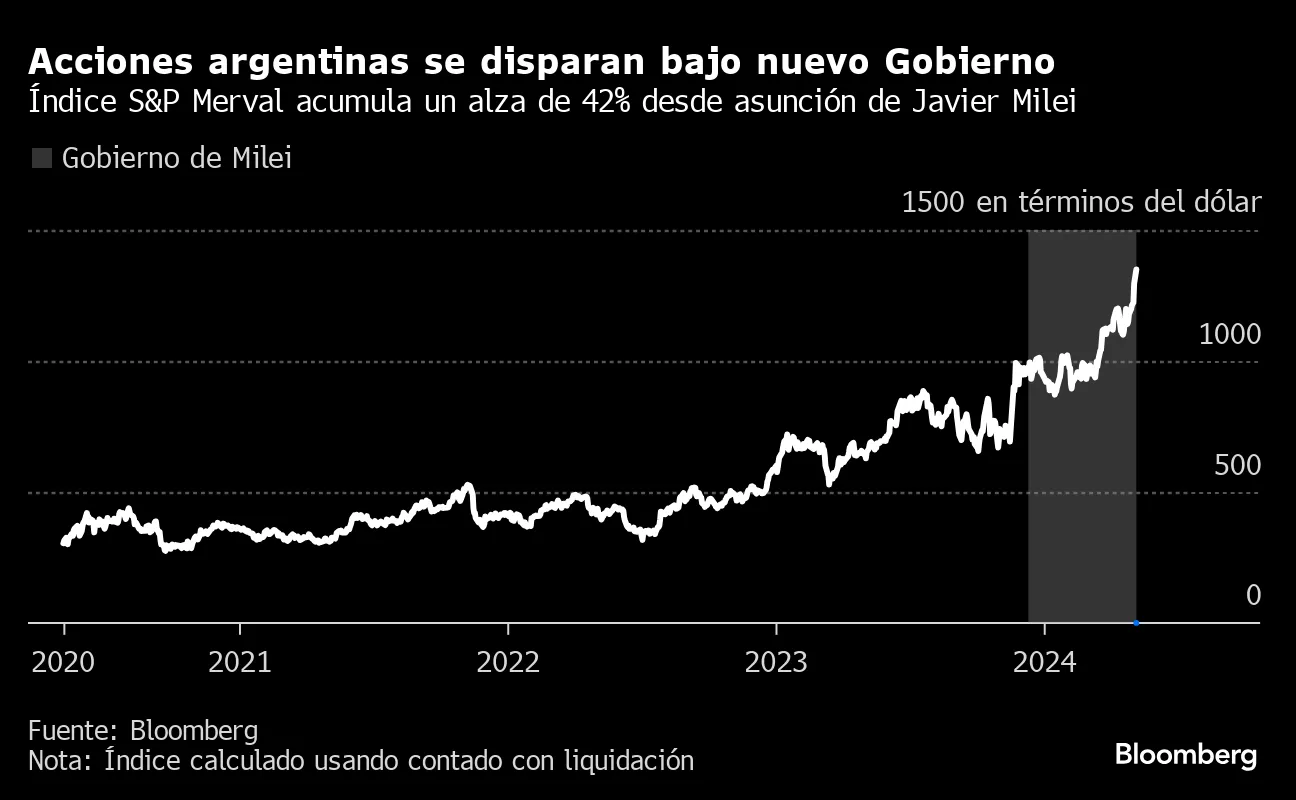 Acciones argentinas se disparan bajo nuevo Gobierno
Índice S&P Merval acumula un alza de 42% desde asunción de Javier Milei
Gobierno de Milei
1500 en términos del dólar
1000
500
0
2020 2021 2022 2023 2024
Fuente: Bloomberg
Nota: Índice calculado usando contado con liquidación
Bloomberg